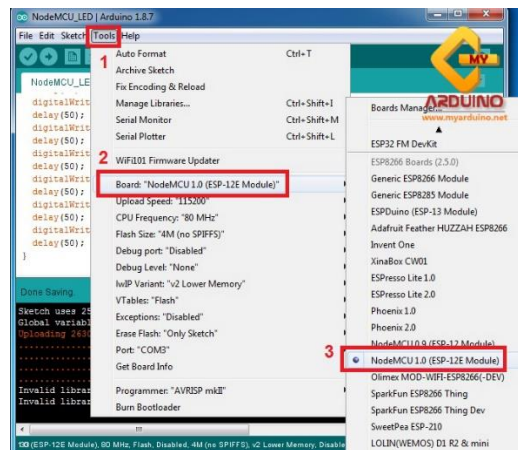 NodeMCU_LED | Arduino 1.8.7
File Edit Sketch Tools Help
1
NodeMCU_LE
digitalWrit
delay(50);
digitalWrit
delay(50);
digitalWrit
delay(50);
digitalWrit
delay(50);
digitalWrit
delay(50);
digitalWrit
delay(50);
}
Done Saving.
Sketch uses 25
Global variabl
Uploading 2630
Invalid librar
Invalid librar
Auto Format Ctrl+T
Archive Sketch
Fix Encoding & Reload
Manage Libraries... Ctrl+Shift+I
Serial Monitor Ctrl+Shift+M
Serial Plotter Ctrl+Shift+L
2
WiFi101 Firmware Updater
Board: "NodeMCU 1.0 (ESP-12E Module)"
Upload Speed: "115200"
CPU Frequency: "80 MHz"
Flash Size: "4M (no SPIFFS)"
Debug port: "Disabled"
Debug Level: "None"
lwIP Variant: "v2 Lower Memory"
VTables: "Flash"
Exceptions: "Disabled"
Erase Flash: "Only Sketch"
Port: "COM3"
Get Board Info
Programmer: "AVRISP mkII"
Burn Bootloader
MY
ARDUINO
www.myarduino.net
Boards Manager...
ESP32 FM DevKit
ESP8266 Boards (2.5.0)
Generic ESP8266 Module
Generic ESP8285 Module
ESPDuino (ESP-13 Module)
Adafruit Feather HUZZAH ESP8266
Invent One
XinaBox CW01
ESPresso Lite 1.0
ESPresso Lite 2.0
Phoenix 1.0
Phoenix 2.0
NodeMCU 0.9 (ESP-12 Module)
3
NodeMCU 1.0 (ESP-12E Module)
Olimex MOD-WIFI-ESP8266(-DEV)
SparkFun ESP8266 Thing
SparkFun ESP8266 Thing Dev
SweetPea ESP-210
LOLIN(WEMOS) D1 R2 & mini
(ESP-12E Module), 80 MHz, Flash, Disabled, 4M (no SPIFFS), v2 Lower Memory, Disable